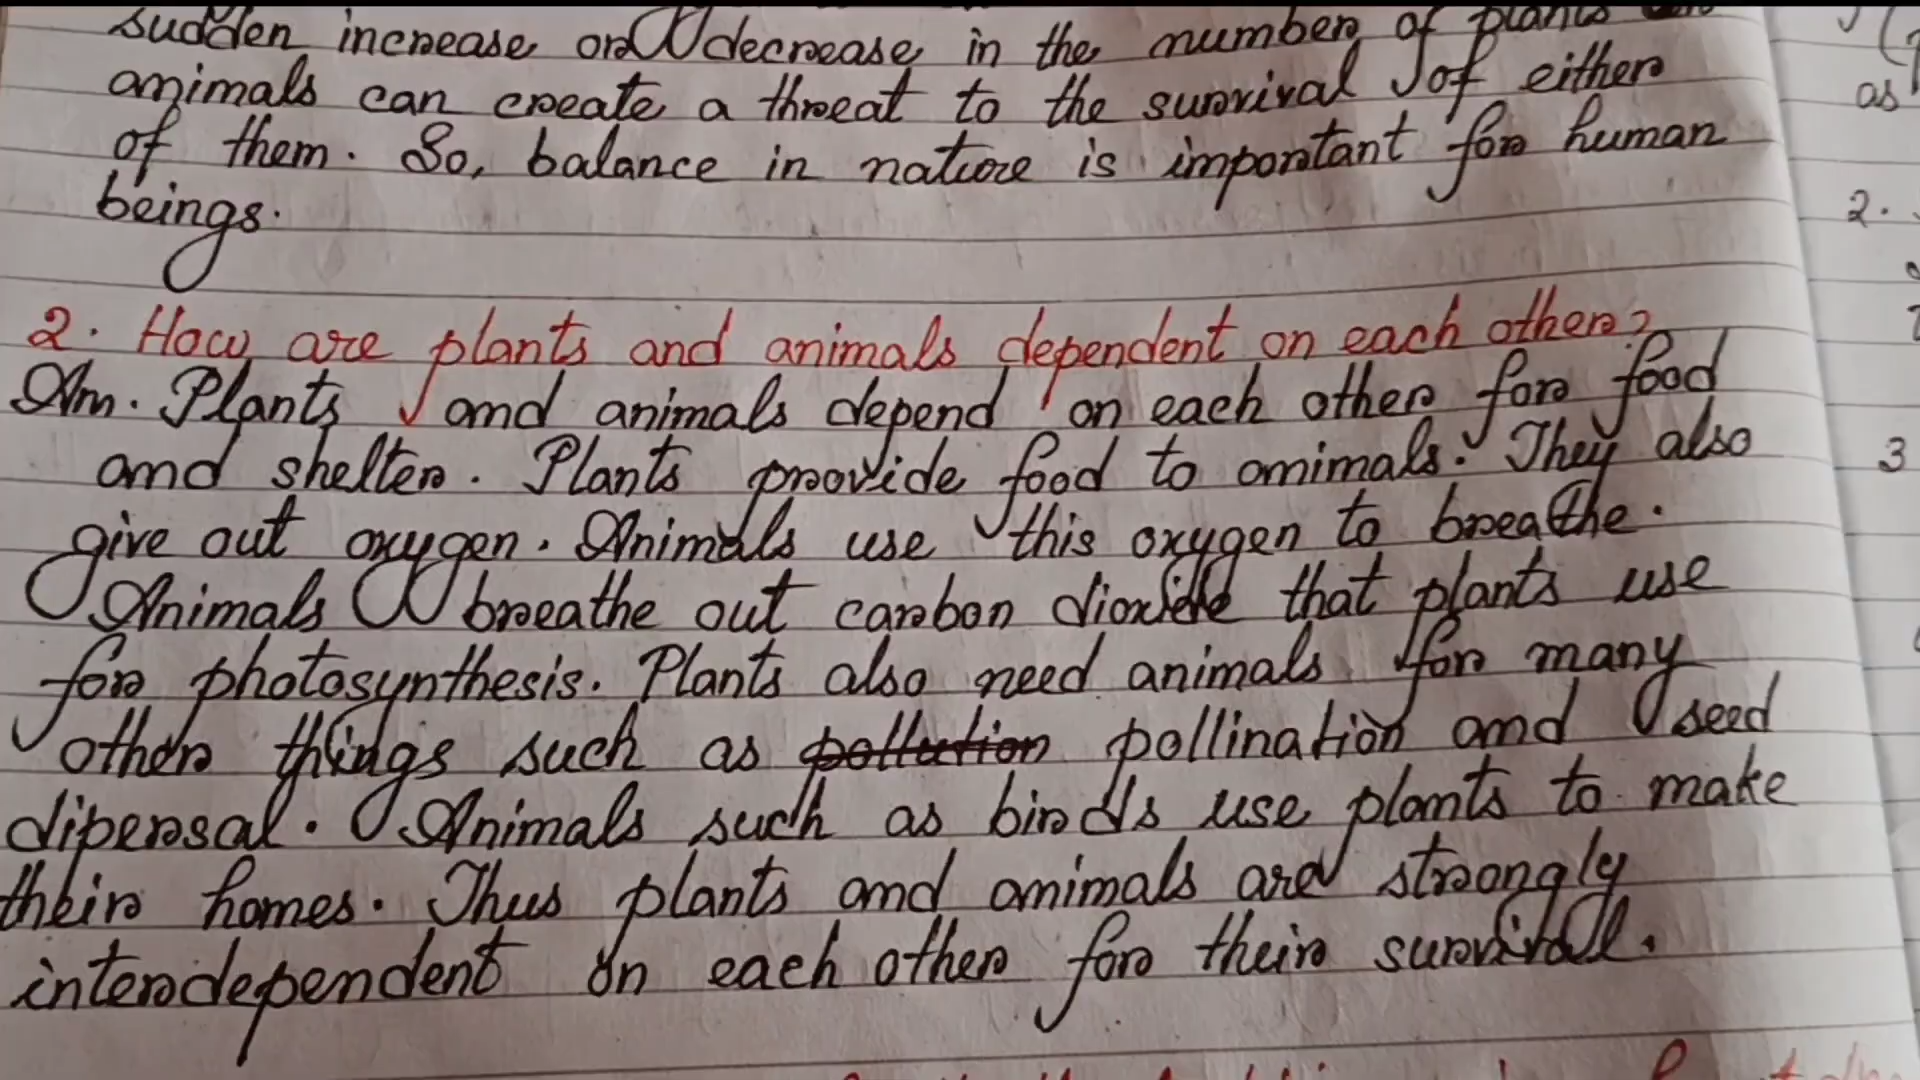 sudden increase or decrease in the number of plants
animals can create a threat to the survival of either
of them. So, balance in nature is important for human
beings.
2. How are plants and animals dependent on each other?
Ans. Plants and animals depend on each other for food
and shelter. Plants provide food to animals. They also
give out oxygen. Animals use this oxygen to breathe.
Animals breathe out carbon dioxide that plants use
for photosynthesis. Plants also need animals for many
other things such as pollution pollination and seed
dipersal. Animals such as birds use plants to make
their homes. Thus plants and animals are strongly
interdependent on each other for their survival.
as
2.
3